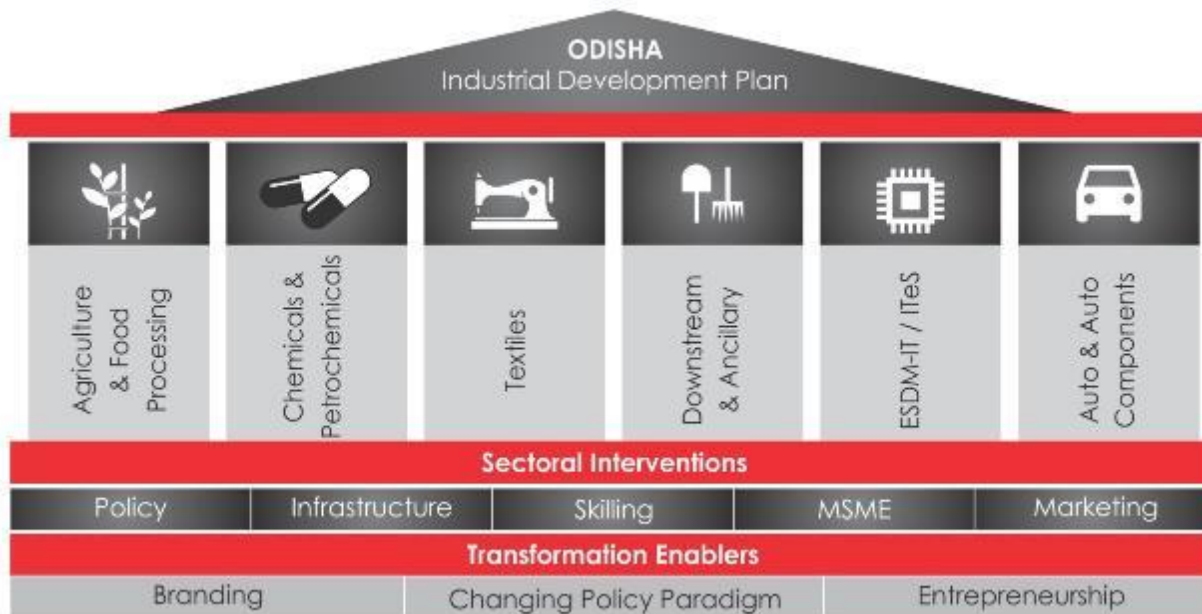 ODISHA
Industrial Development Plan
Agriculture
& Food
Processing
Chemicals &
Petrochemicals
Textiles
Downstream
& Ancillary
ESDM-IT / ITeS
Auto & Auto
Components
Sectoral Interventions
Policy
Infrastructure
Skilling
MSME
Marketing
Transformation Enablers
Branding
Changing Policy Paradigm
Entrepreneurship